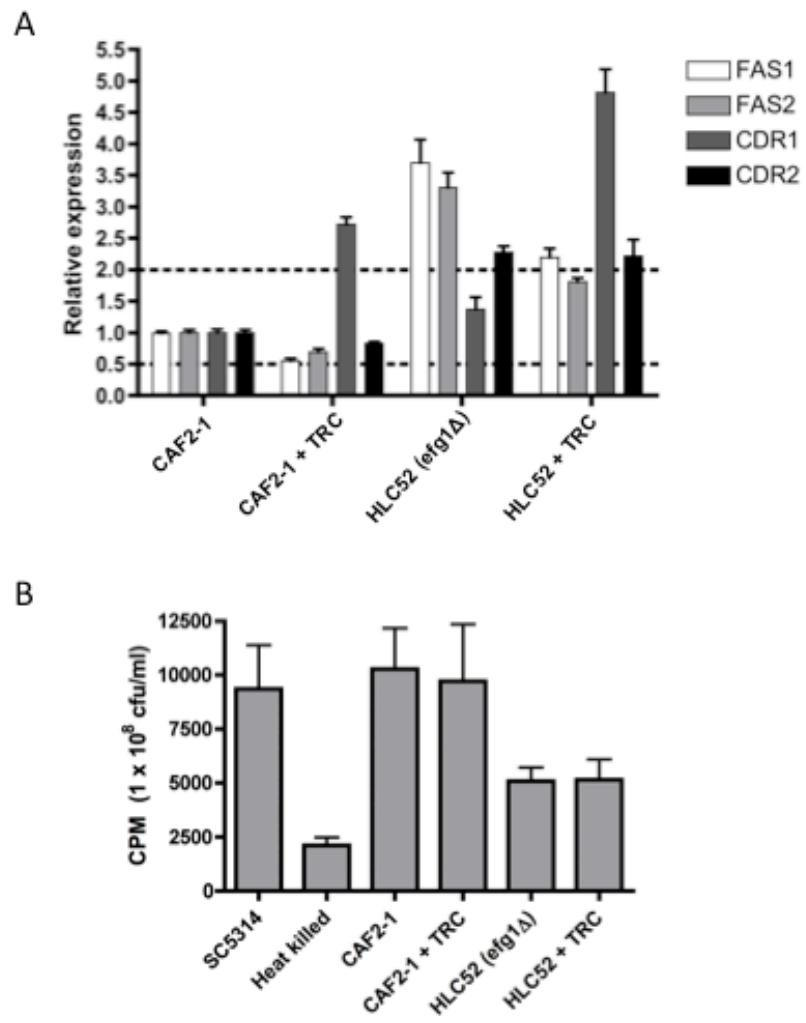 A
5.5
5.0
4.5
4.0
3.5
3.0
2.5
2.0
1.5
1.0
0.5
0.0
Relative expression
CAF2-1
CAF2-1 + TRC
HLC52 (efg1Δ)
HLC52 + TRC
FAS1
FAS2
CDR1
CDR2
B
12500
10000
7500
5000
2500
0
CPM (1 x 10⁸ cfu/ml)
SC5314
Heat killed
CAF2-1
CAF2-1 + TRC
HLC52 (efg1Δ)
HLC52 + TRC